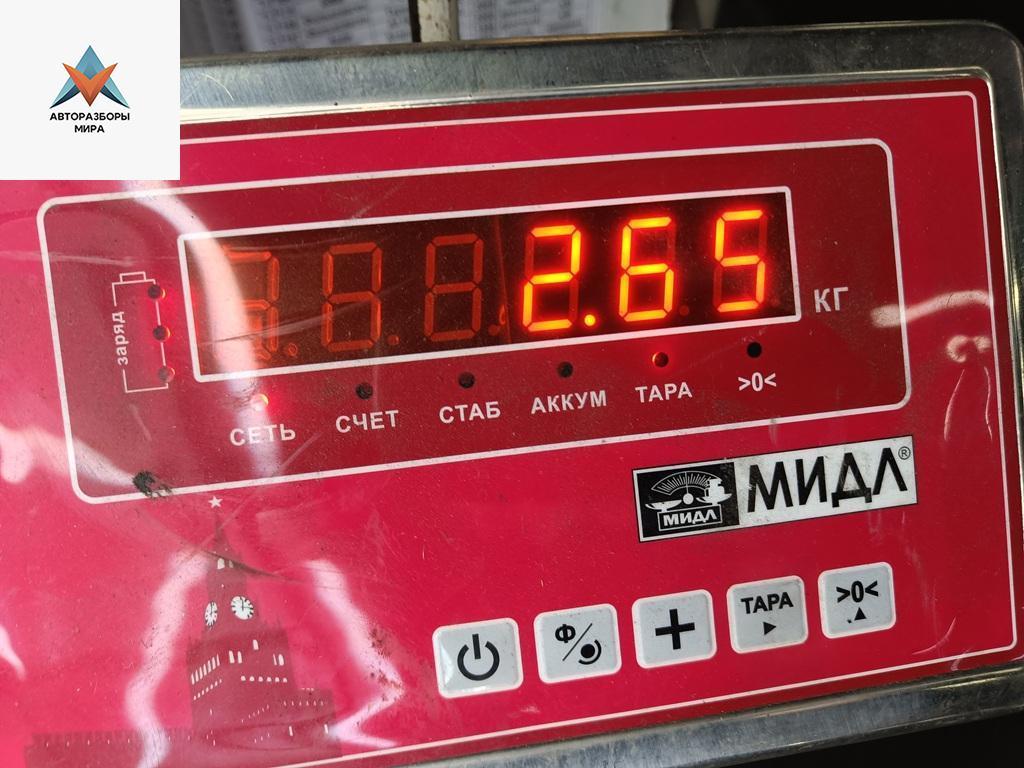 АВТОРАЗБОРЫ
МИРА
2.65
КГ
заряд
СЕТЬ
СЧЕТ
СТАБ
АККУМ
ТАРА
>0<
МИДЛ
МИДЛ®
Ф/
+
ТАРА
>0<